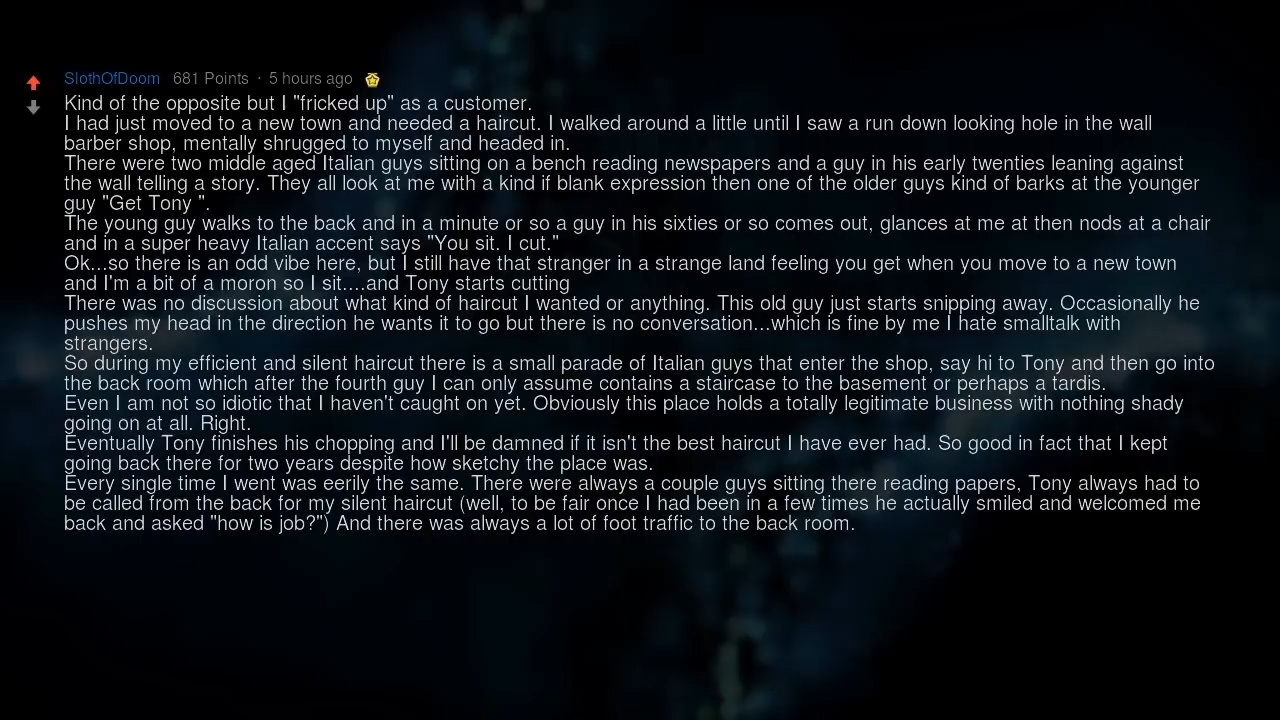 SlothOfDoom 681 Points · 5 hours ago
Kind of the opposite but I "fricked up" as a customer.
I had just moved to a new town and needed a haircut. I walked around a little until I saw a run down looking hole in the wall
barber shop, mentally shrugged to myself and headed in.
There were two middle aged Italian guys sitting on a bench reading newspapers and a guy in his early twenties leaning against
the wall telling a story. They all look at me with a kind if blank expression then one of the older guys kind of barks at the younger
guy "Get Tony ".
The young guy walks to the back and in a minute or so a guy in his sixties or so comes out, glances at me at then nods at a chair
and in a super heavy Italian accent says "You sit. I cut."
Ok...so there is an odd vibe here, but I still have that stranger in a strange land feeling you get when you move to a new town
and I'm a bit of a moron so I sit....and Tony starts cutting
There was no discussion about what kind of haircut I wanted or anything. This old guy just starts snipping away. Occasionally he
pushes my head in the direction he wants it to go but there is no conversation...which is fine by me I hate smalltalk with
strangers.
So during my efficient and silent haircut there is a small parade of Italian guys that enter the shop, say hi to Tony and then go into
the back room which after the fourth guy I can only assume contains a staircase to the basement or perhaps a tardis.
Even I am not so idiotic that I haven't caught on yet. Obviously this place holds a totally legitimate business with nothing shady
going on at all. Right.
Eventually Tony finishes his chopping and I'll be damned if it isn't the best haircut I have ever had. So good in fact that I kept
going back there for two years despite how sketchy the place was.
Every single time I went was eerily the same. There were always a couple guys sitting there reading papers, Tony always had to
be called from the back for my silent haircut (well, to be fair once I had been in a few times he actually smiled and welcomed me
back and asked "how is job?") And there was always a lot of foot traffic to the back room.